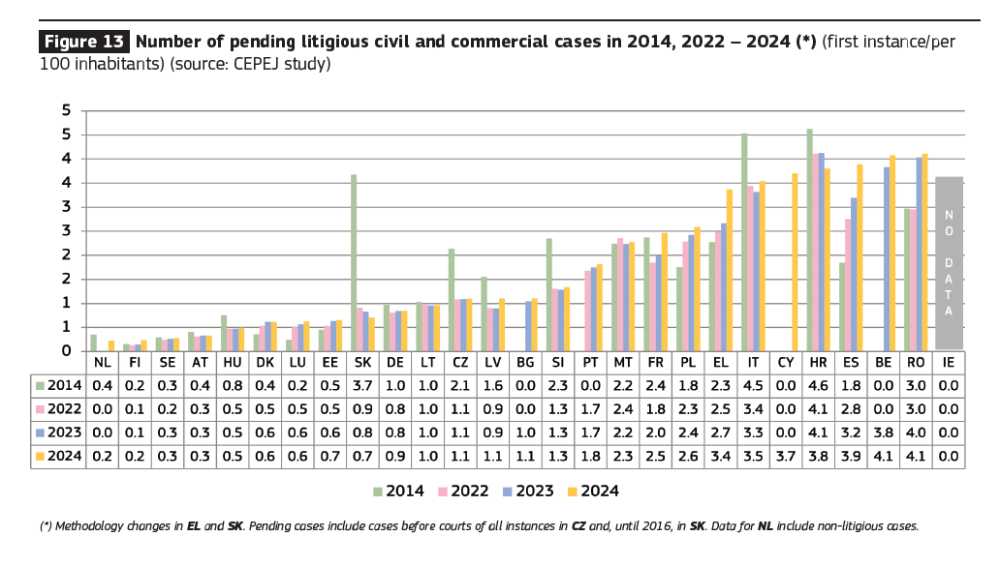 Figure 13 Number of pending litigious civil and commercial cases in 2014, 2022 – 2024 (*) (first instance/per
100 inhabitants) (source: CEPEJ study)
5
5
4
4
3
3
2
2
1
1
0
NO DATA
NL FI SE AT HU DK LU EE SK DE LT CZ LV BG SI PT MT FR PL EL IT CY HR ES BE RO IE
2014 0.4 0.2 0.3 0.4 0.8 0.4 0.2 0.5 3.7 1.0 1.0 2.1 1.6 0.0 2.3 0.0 2.2 2.4 1.8 2.3 4.5 0.0 4.6 1.8 0.0 3.0 0.0
2022 0.0 0.1 0.2 0.3 0.5 0.5 0.5 0.5 0.9 0.8 1.0 1.1 0.9 0.0 1.3 1.7 2.4 1.8 2.3 2.5 3.4 0.0 4.1 2.8 0.0 3.0 0.0
2023 0.0 0.1 0.3 0.3 0.5 0.6 0.6 0.6 0.8 0.8 1.0 1.1 0.9 1.0 1.3 1.7 2.2 2.0 2.4 2.7 3.3 0.0 4.1 3.2 3.8 4.0 0.0
2024 0.2 0.2 0.3 0.3 0.5 0.6 0.6 0.7 0.7 0.9 1.0 1.1 1.1 1.1 1.3 1.8 2.3 2.5 2.6 3.4 3.5 3.7 3.8 3.9 4.1 4.1 0.0
2014 2022 2023 2024
(*) Methodology changes in EL and SK. Pending cases include cases before courts of all instances in CZ and, until 2016, in SK. Data for NL include non-litigious cases.